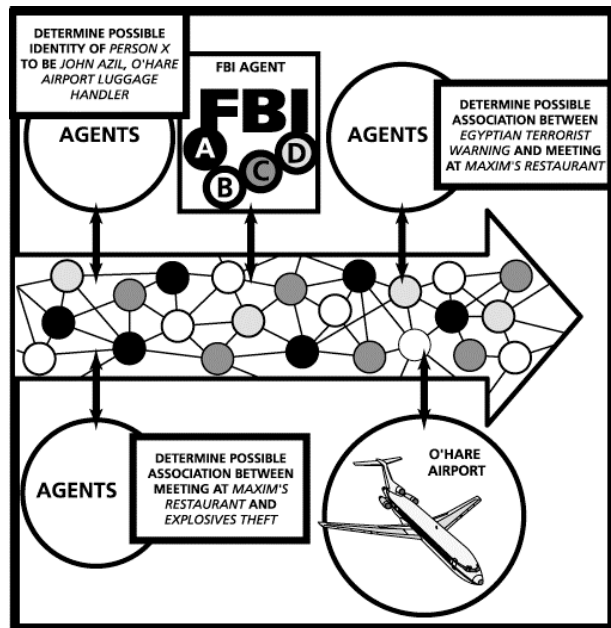 DETERMINE POSSIBLE
IDENTITY OF PERSON X
TO BE JOHN AZIL, O'HARE
AIRPORT LUGGAGE
HANDLER
AGENTS
FBI AGENT
FBI
A
B
C
D
AGENTS
DETERMINE POSSIBLE
ASSOCIATION BETWEEN
EGYPTIAN TERRORIST
WARNING AND MEETING
AT MAXIM'S RESTAURANT
AGENTS
DETERMINE POSSIBLE
ASSOCIATION BETWEEN
MEETING AT MAXIM'S
RESTAURANT AND
EXPLOSIVES THEFT
O'HARE
AIRPORT